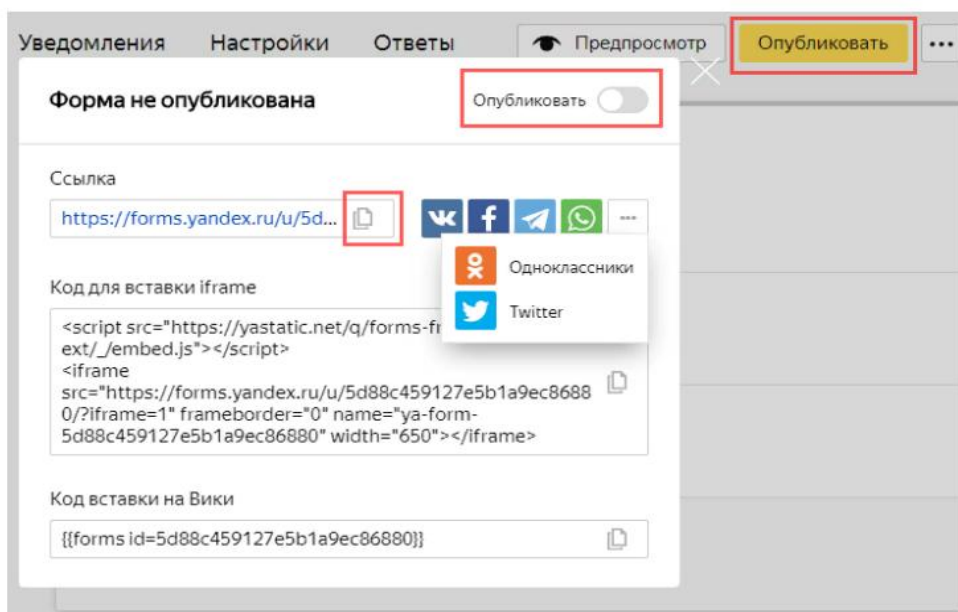 Уведомления Настройки Ответы Предпросмотр Опубликовать
Форма не опубликована Опубликовать
Ссылка
https://forms.yandex.ru/u/5d...
Одноклассники
Twitter
Код для вставки iframe
<script src="https://yastatic.net/q/forms-fr
ext/_/embed.js"></script>
<iframe
src="https://forms.yandex.ru/u/5d88c459127e5b1a9ec8688
0/?iframe=1" frameborder="0" name="ya-form-
5d88c459127e5b1a9ec86880" width="650"></iframe>
Код вставки на Вики
{{forms id=5d88c459127e5b1a9ec86880}}